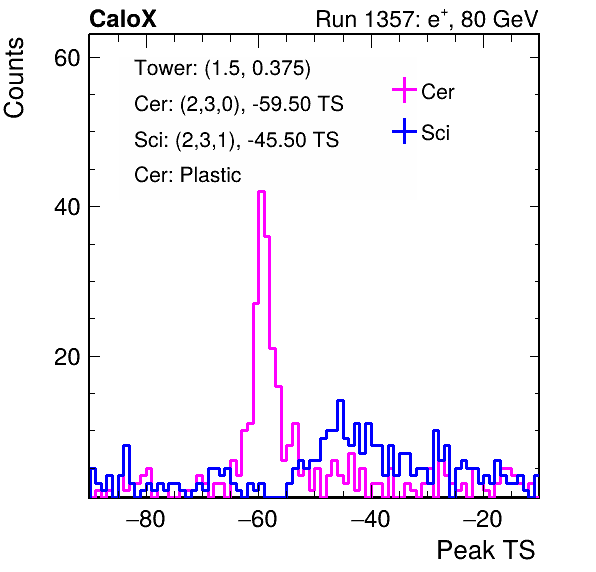 CaloX Run 1357: e⁺, 80 GeV
Counts
60
40
20
Tower: (1.5, 0.375)
Cer: (2,3,0), -59.50 TS
Sci: (2,3,1), -45.50 TS
Cer: Plastic
Cer
Sci
−80 −60 −40 −20
Peak TS